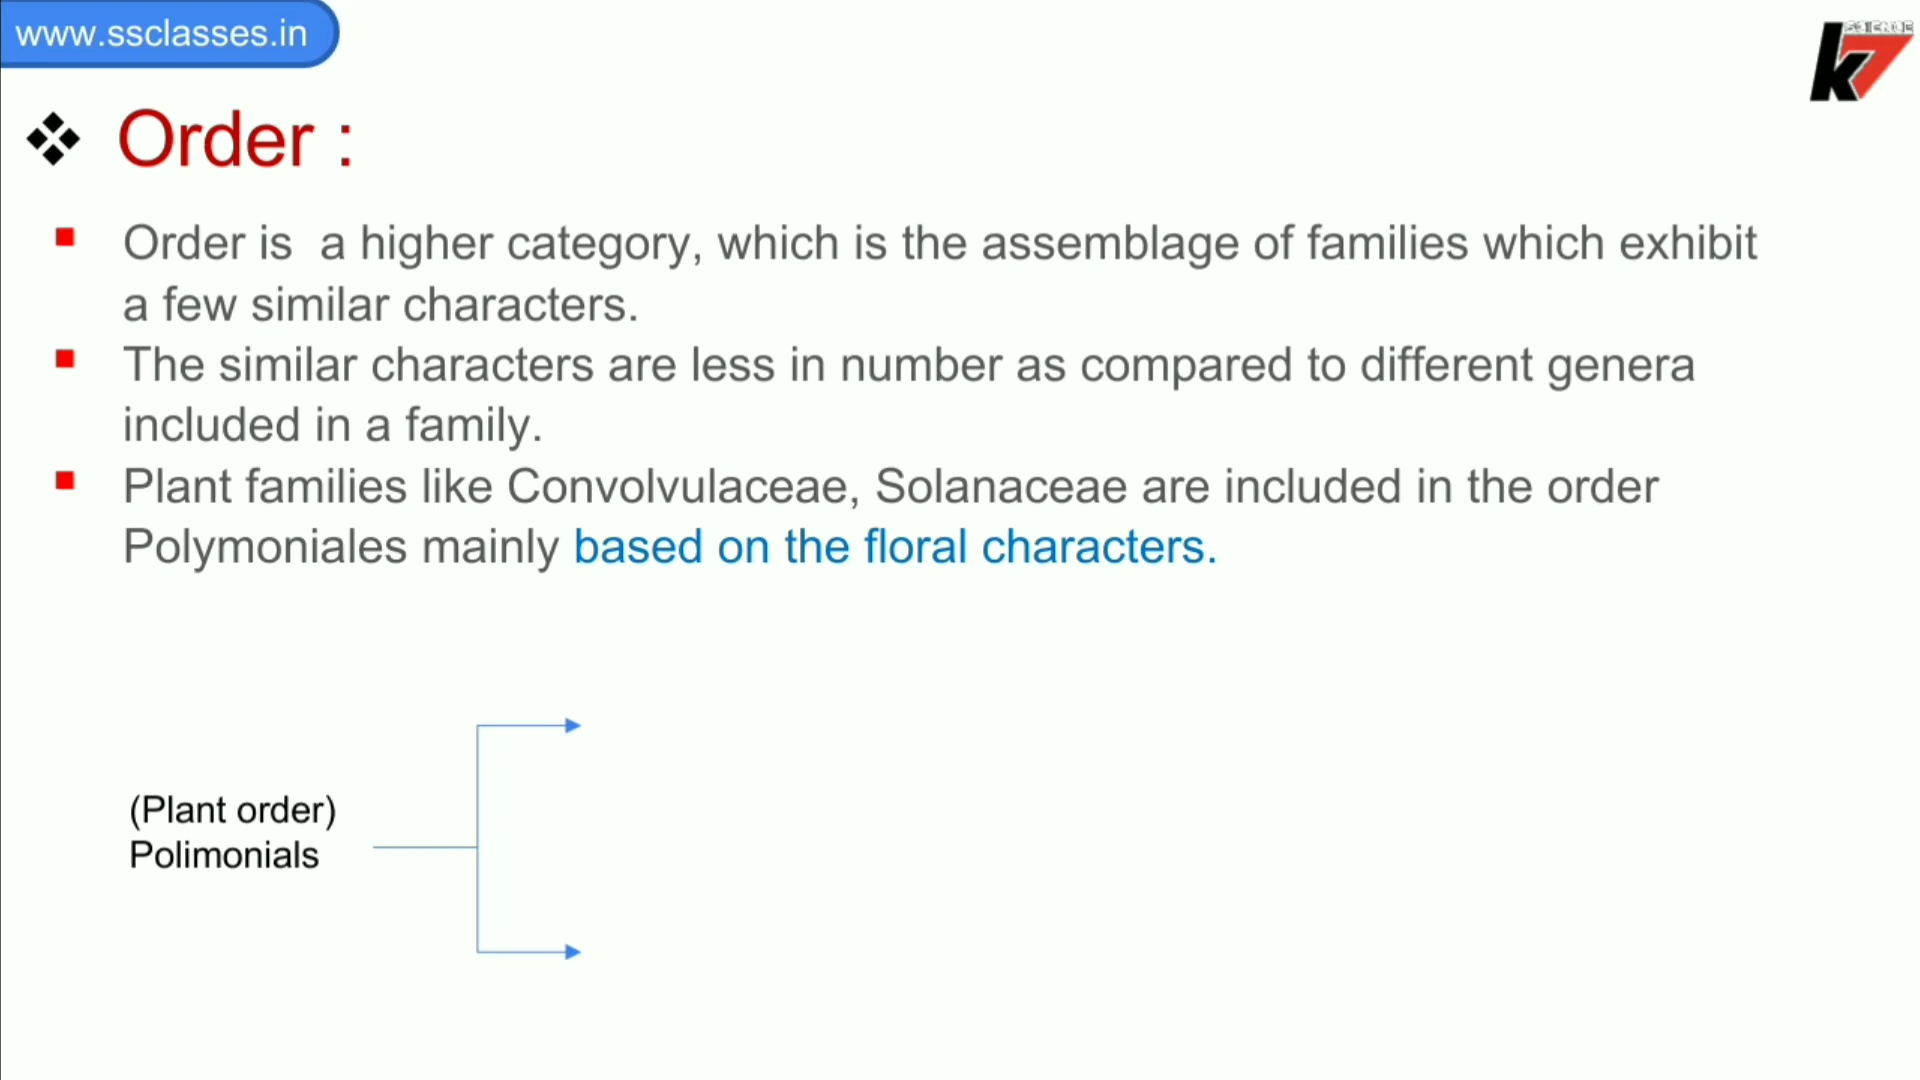 www.ssclasses.in
SCIENCE
k7
Order :
Order is a higher category, which is the assemblage of families which exhibit
a few similar characters.
The similar characters are less in number as compared to different genera
included in a family.
Plant families like Convolvulaceae, Solanaceae are included in the order
Polymoniales mainly based on the floral characters.
(Plant order)
Polimonials